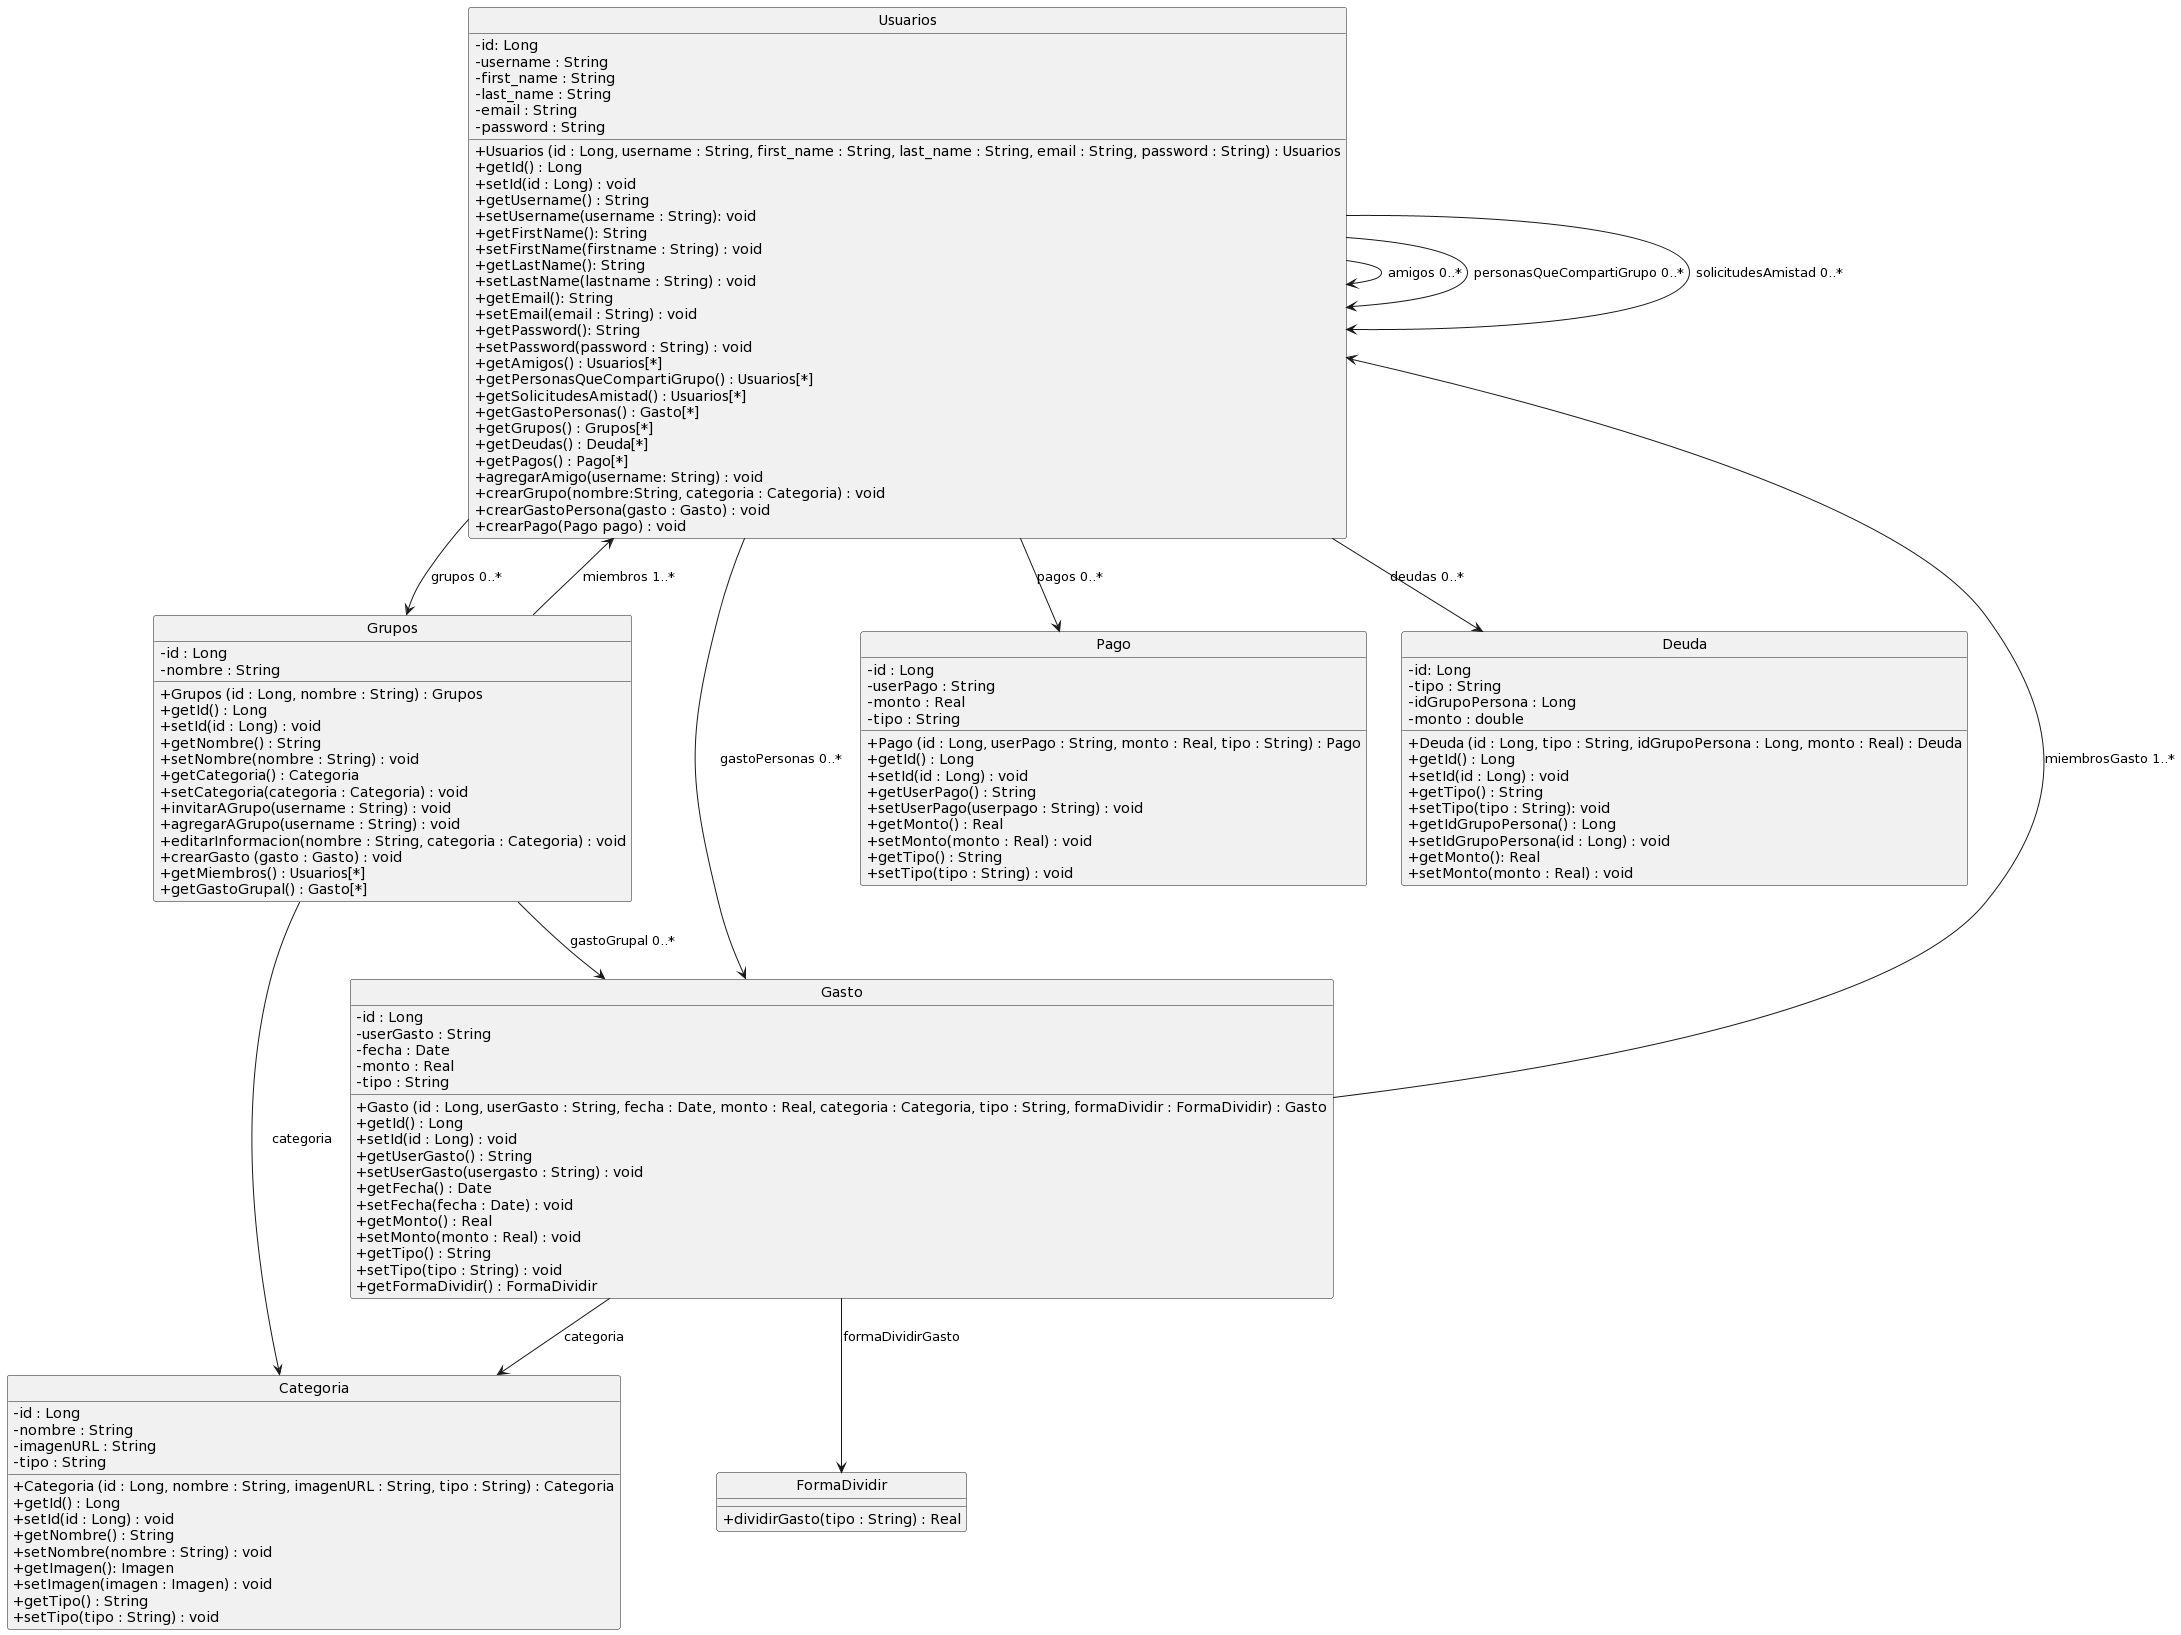 Usuarios
-id: Long
-username : String
-first_name : String
-last_name : String
-email : String
-password : String
+Usuarios (id : Long, username : String, first_name : String, last_name : String, email : String, password : String) : Usuarios
+getId() : Long
+setId(id : Long) : void
+getUsername() : String
+setUsername(username : String): void
+getFirstName(): String
+setFirstName(firstname : String) : void
+getLastName(): String
+setLastName(lastname : String) : void
+getEmail(): String
+setEmail(email : String) : void
+getPassword(): String
+setPassword(password : String) : void
+getAmigos() : Usuarios[*]
+getPersonasQueCompartiGrupo() : Usuarios[*]
+getSolicitudesAmistad() : Usuarios[*]
+getGastoPersonas() : Gasto[*]
+getGrupos() : Grupos[*]
+getDeudas() : Deuda[*]
+getPagos() : Pago[*]
+agregarAmigo(username: String) : void
+crearGrupo(nombre:String, categoria : Categoria) : void
+crearGastoPersona(gasto : Gasto) : void
+crearPago(Pago pago) : void
amigos 0..*
personasQueCompartiGrupo 0..*
solicitudesAmistad 0..*
grupos 0..*
miembros 1..*
pagos 0..*
deudas 0..*
Grupos
-id : Long
-nombre : String
+Grupos (id : Long, nombre : String) : Grupos
+getId() : Long
+setId(id : Long) : void
+getNombre() : String
+setNombre(nombre : String) : void
+getCategoria() : Categoria
+setCategoria(categoria : Categoria) : void
+invitarAGrupo(username : String) : void
+agregarAGrupo(username : String) : void
+editarInformacion(nombre : String, categoria : Categoria) : void
+crearGasto (gasto : Gasto) : void
+getMiembros() : Usuarios[*]
+getGastoGrupal() : Gasto[*]
gastoPersonas 0..*
Pago
-id : Long
-userPago : String
-monto : Real
-tipo : String
+Pago (id : Long, userPago : String, monto : Real, tipo : String) : Pago
+getId() : Long
+setId(id : Long) : void
+getUserPago() : String
+setUserPago(userpago : String) : void
+getMonto() : Real
+setMonto(monto : Real) : void
+getTipo() : String
+setTipo(tipo : String) : void
Deuda
-id: Long
-tipo : String
-idGrupoPersona : Long
-monto : double
+Deuda (id : Long, tipo : String, idGrupoPersona : Long, monto : Real) : Deuda
+getId() : Long
+setId(id : Long) : void
+getTipo() : String
+setTipo(tipo : String): void
+getIdGrupoPersona() : Long
+setIdGrupoPersona(id : Long) : void
+getMonto(): Real
+setMonto(monto : Real) : void
miembrosGasto 1..*
gastoGrupal 0..*
Gasto
-id : Long
-userGasto : String
-fecha : Date
-monto : Real
-tipo : String
+Gasto (id : Long, userGasto : String, fecha : Date, monto : Real, categoria : Categoria, tipo : String, formaDividir : FormaDividir) : Gasto
+getId() : Long
+setId(id : Long) : void
+getUserGasto() : String
+setUserGasto(usergasto : String) : void
+getFecha() : Date
+setFecha(fecha : Date) : void
+getMonto() : Real
+setMonto(monto : Real) : void
+getTipo() : String
+setTipo(tipo : String) : void
+getFormaDividir() : FormaDividir
categoria
categoria
formaDividirGasto
Categoria
-id : Long
-nombre : String
-imagenURL : String
-tipo : String
+Categoria (id : Long, nombre : String, imagenURL : String, tipo : String) : Categoria
+getId() : Long
+setId(id : Long) : void
+getNombre() : String
+setNombre(nombre : String) : void
+getImagen(): Imagen
+setImagen(imagen : Imagen) : void
+getTipo() : String
+setTipo(tipo : String) : void
FormaDividir
+dividirGasto(tipo : String) : Real